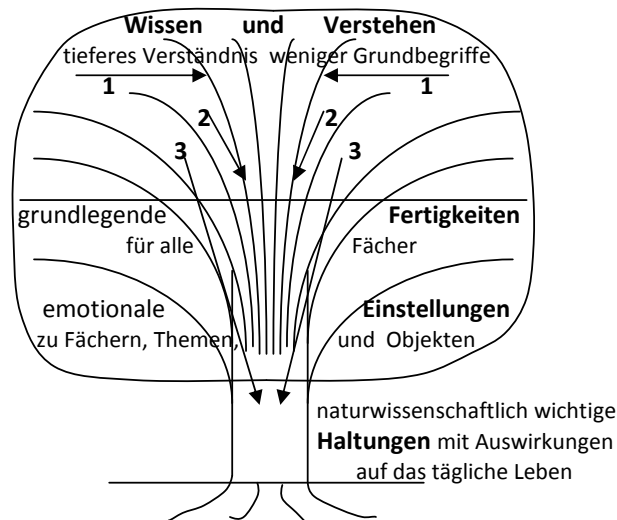 Wissen und Verstehen
tieferes Verständnis weniger Grundbegriffe
1 1
2 2
3 3
grundlegende Fertigkeiten
für alle Fächer
emotionale Einstellungen
zu Fächern, Themen, und Objekten
naturwissenschaftlich wichtige
Haltungen mit Auswirkungen
auf das tägliche Leben